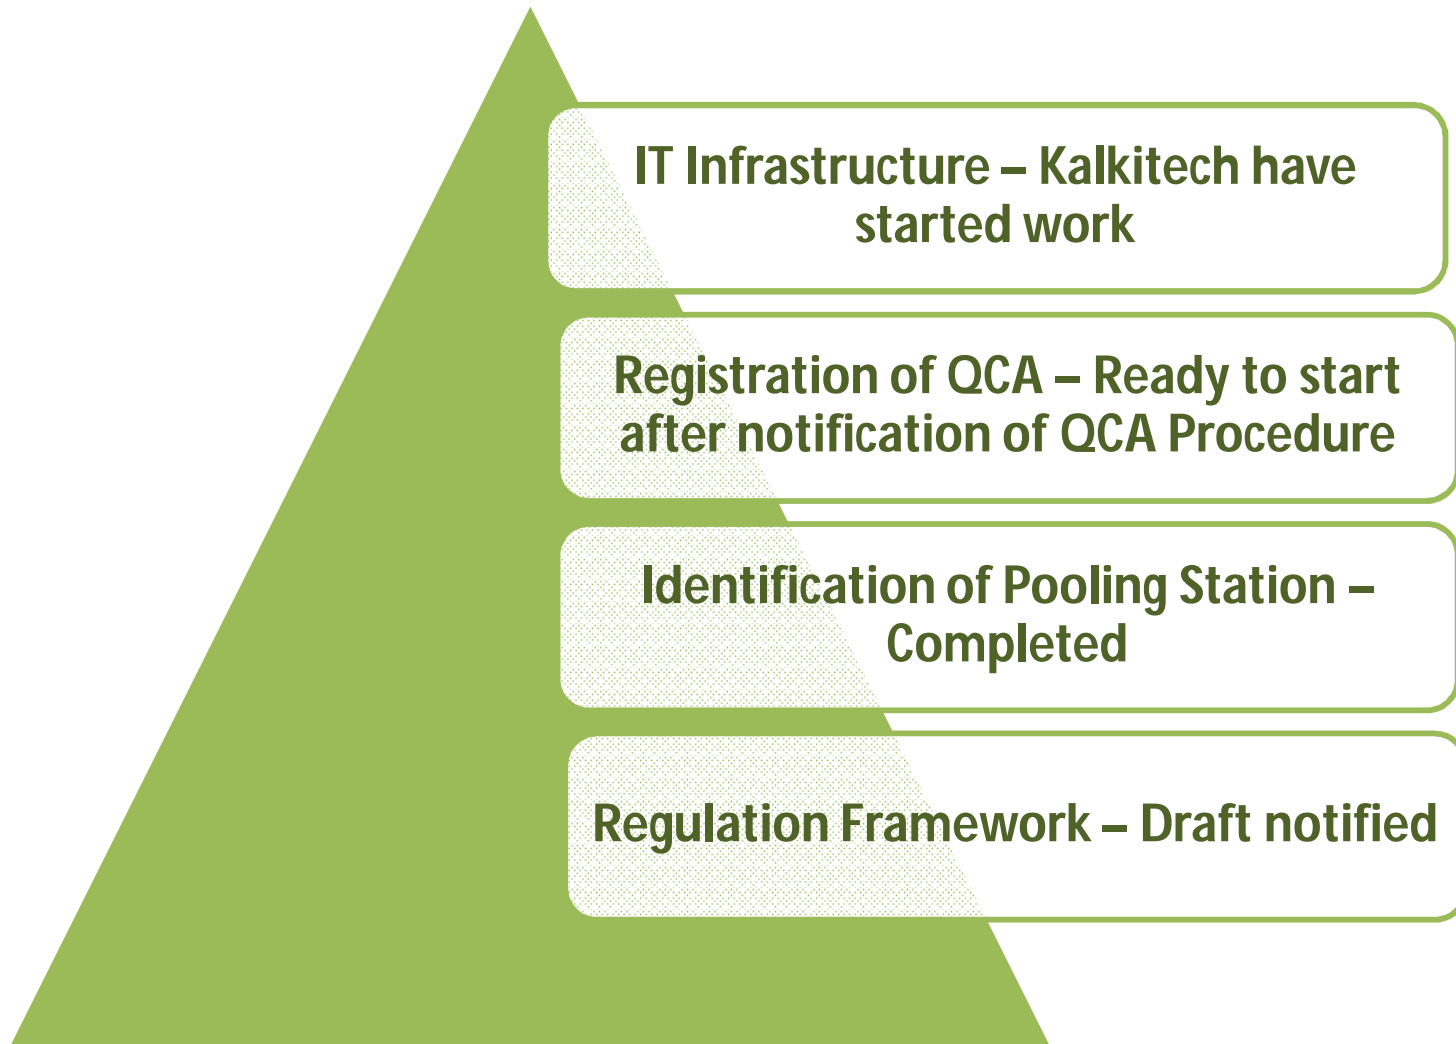 IT Infrastructure – Kalkitech have
started work
Registration of QCA – Ready to start
after notification of QCA Procedure
Identification of Pooling Station –
Completed
Regulation Framework – Draft notified